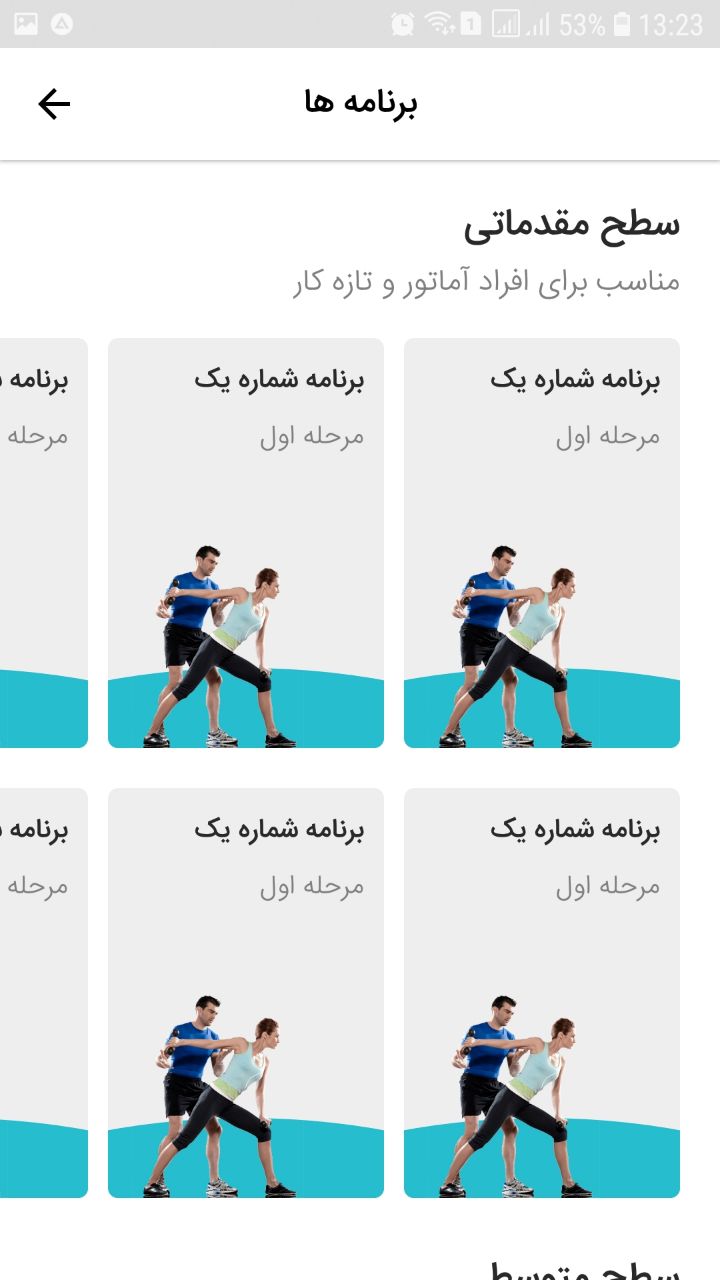 53% 13:23
1
برنامه ها
سطح مقدماتی
مناسب برای افراد آماتور و تازه کار
برنامه شماره یک
مرحله اول
برنامه شماره یک
مرحله اول
برنامه
مرحله
برنامه شماره یک
مرحله اول
برنامه شماره یک
مرحله اول
برنامه
مرحله
سطح متوسط